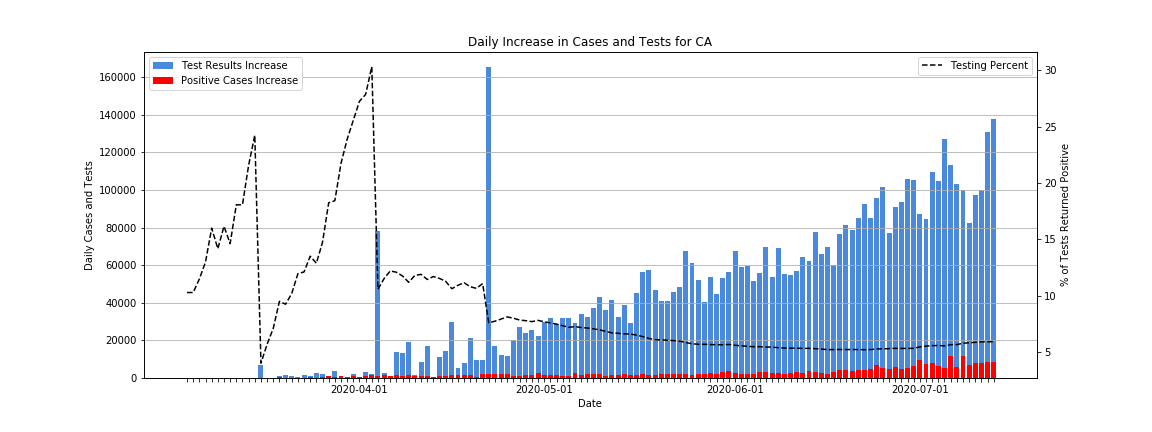 Daily Increase in Cases and Tests for CA
Test Results Increase
Positive Cases Increase
Testing Percent
Daily Cases and Tests
160000
140000
120000
100000
80000
60000
40000
20000
0
30
25
20
15
10
5
% of Tests Returned Positive
2020-04-01
2020-05-01
2020-06-01
2020-07-01
Date